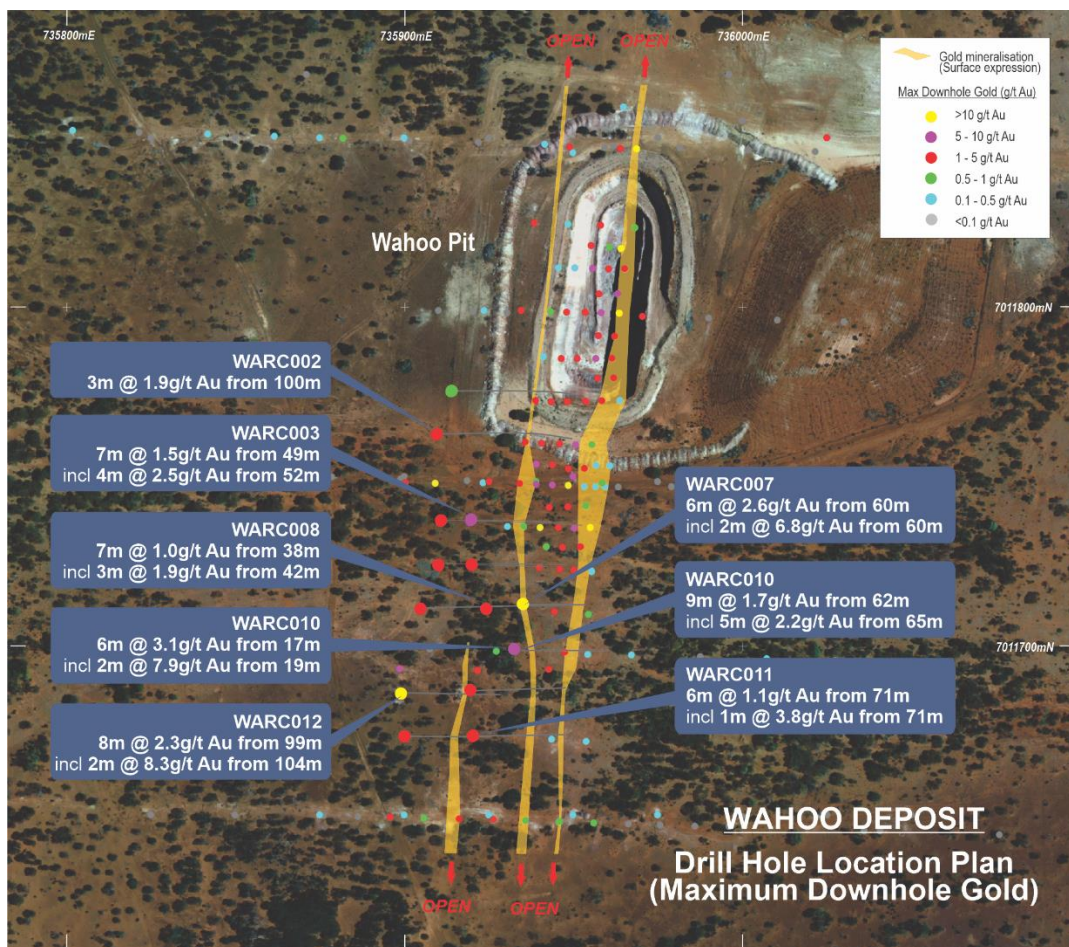 735800mE
735900mE
736000mE
OPEN
OPEN
Gold mineralisation
(Surface expression)
Max Downhole Gold (g/t Au)
>10 g/t Au
5 - 10 g/t Au
1 - 5 g/t Au
0.5 - 1 g/t Au
0.1 - 0.5 g/t Au
<0.1 g/t Au
Wahoo Pit
7011800mN
WARC002
3m @ 1.9g/t Au from 100m
WARC003
7m @ 1.5g/t Au from 49m
incl 4m @ 2.5g/t Au from 52m
WARC007
6m @ 2.6g/t Au from 60m
incl 2m @ 6.8g/t Au from 60m
WARC008
7m @ 1.0g/t Au from 38m
incl 3m @ 1.9g/t Au from 42m
WARC010
9m @ 1.7g/t Au from 62m
incl 5m @ 2.2g/t Au from 65m
WARC010
6m @ 3.1g/t Au from 17m
incl 2m @ 7.9g/t Au from 19m
7011700mN
WARC011
6m @ 1.1g/t Au from 71m
incl 1m @ 3.8g/t Au from 71m
WARC012
8m @ 2.3g/t Au from 99m
incl 2m @ 8.3g/t Au from 104m
WAHOO DEPOSIT
Drill Hole Location Plan
(Maximum Downhole Gold)
OPEN
OPEN